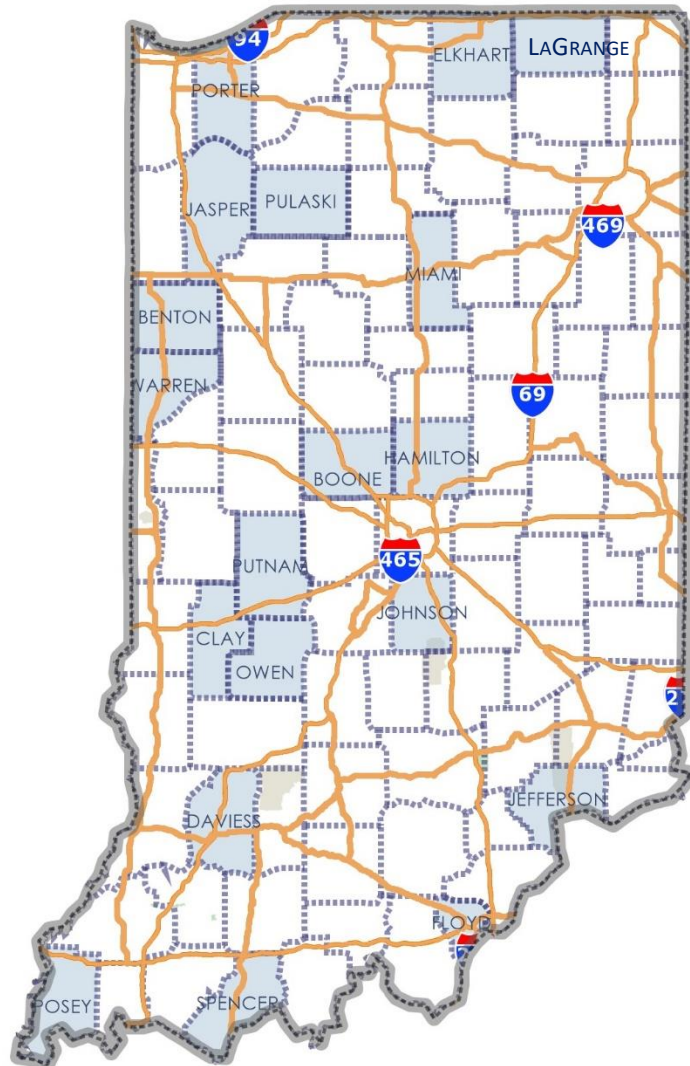 94
ELKHART
LAGRANGE
PORTER
JASPER
PULASKI
469
MIAMI
BENTON
WARREN
69
BOONE
HAMILTON
465
PUTNAM
JOHNSON
CLAY
OWEN
2
JEFFERSON
DAVIESS
FLOYD
POSEY
SPENCER